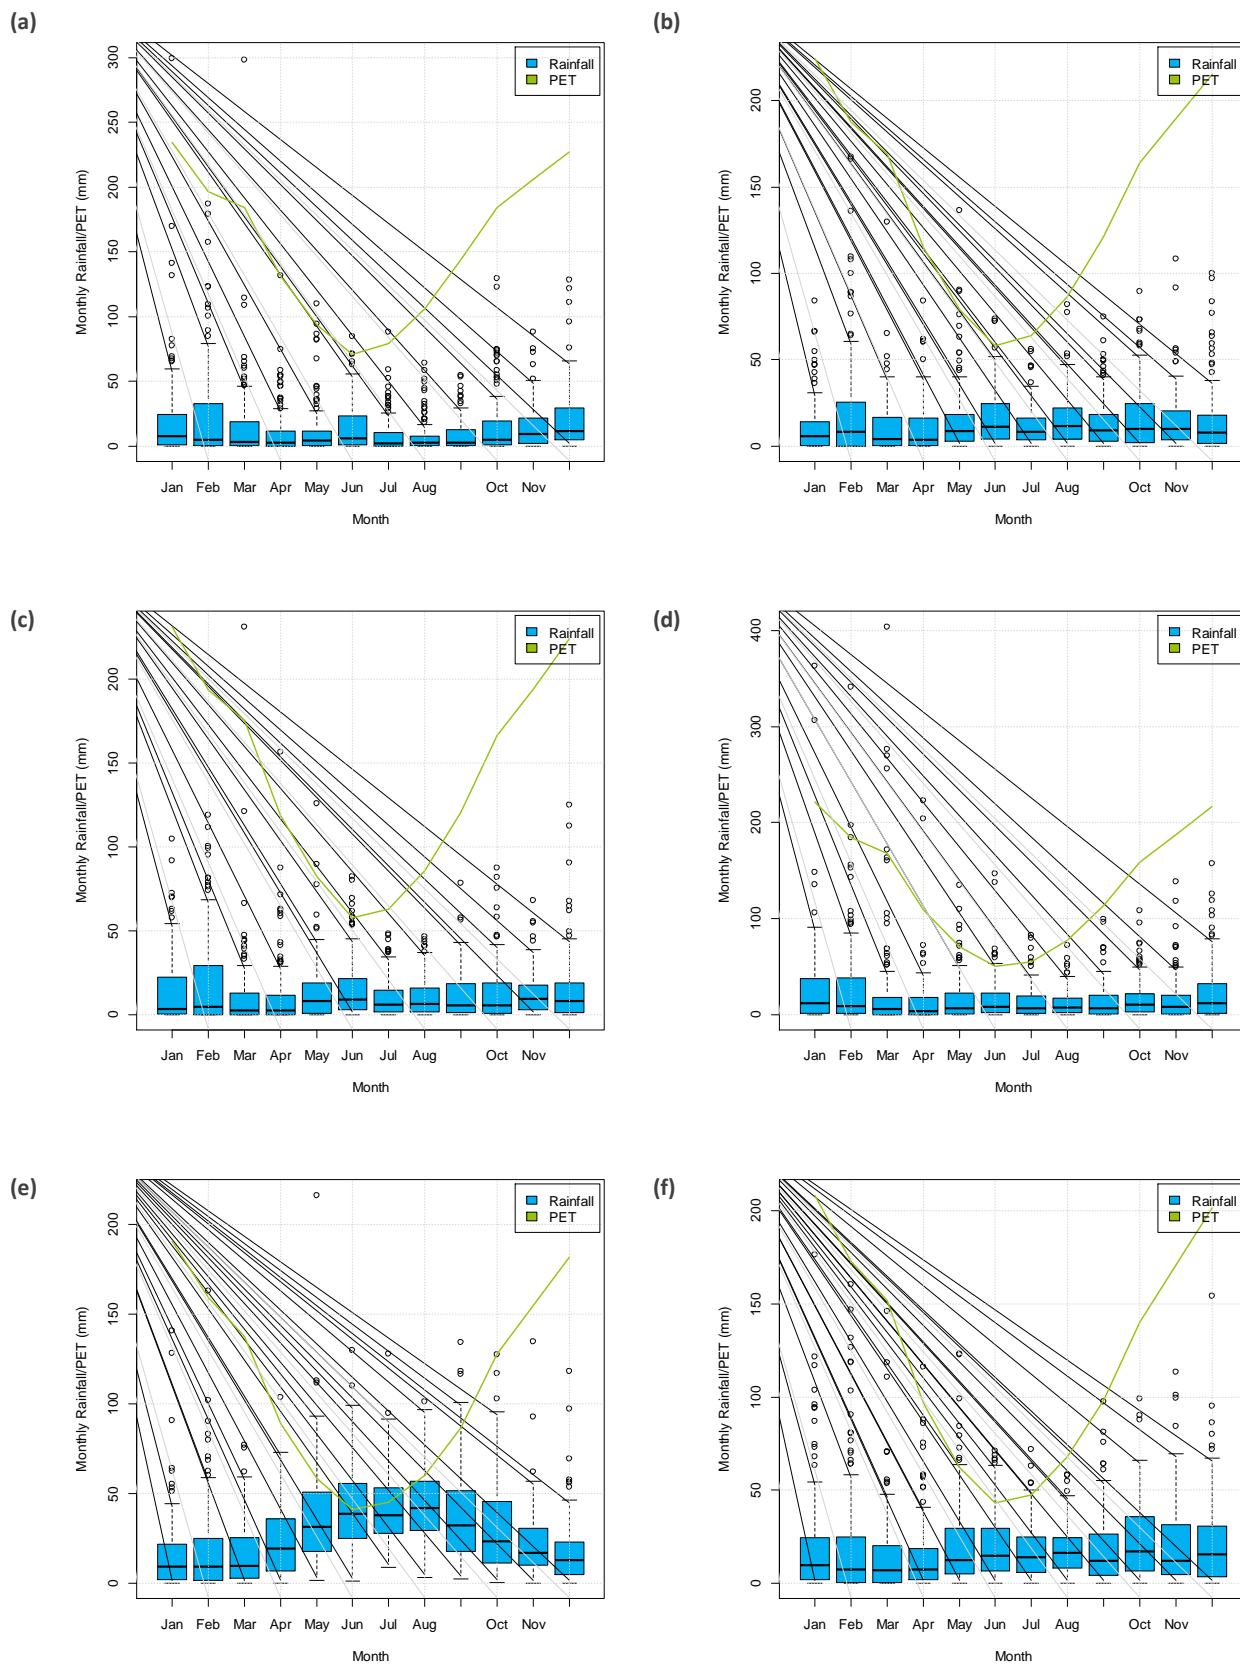 (a)
Monthly Rainfall/PET (mm)
300
250
200
150
100
50
0
Rainfall
PET
Jan Feb Mar Apr May Jun Jul Aug Oct Nov
Month
(b)
Monthly Rainfall/PET (mm)
200
150
100
50
0
Rainfall
PET
Jan Feb Mar Apr May Jun Jul Aug Oct Nov
Month
(c)
Monthly Rainfall/PET (mm)
200
150
100
50
0
Rainfall
PET
Jan Feb Mar Apr May Jun Jul Aug Oct Nov
Month
(d)
Monthly Rainfall/PET (mm)
400
300
200
100
0
Rainfall
PET
Jan Feb Mar Apr May Jun Jul Aug Oct Nov
Month
(e)
Monthly Rainfall/PET (mm)
200
150
100
50
0
Rainfall
PET
Jan Feb Mar Apr May Jun Jul Aug Oct Nov
Month
(f)
Monthly Rainfall/PET (mm)
200
150
100
50
0
Rainfall
PET
Jan Feb Mar Apr May Jun Jul Aug Oct Nov
Month